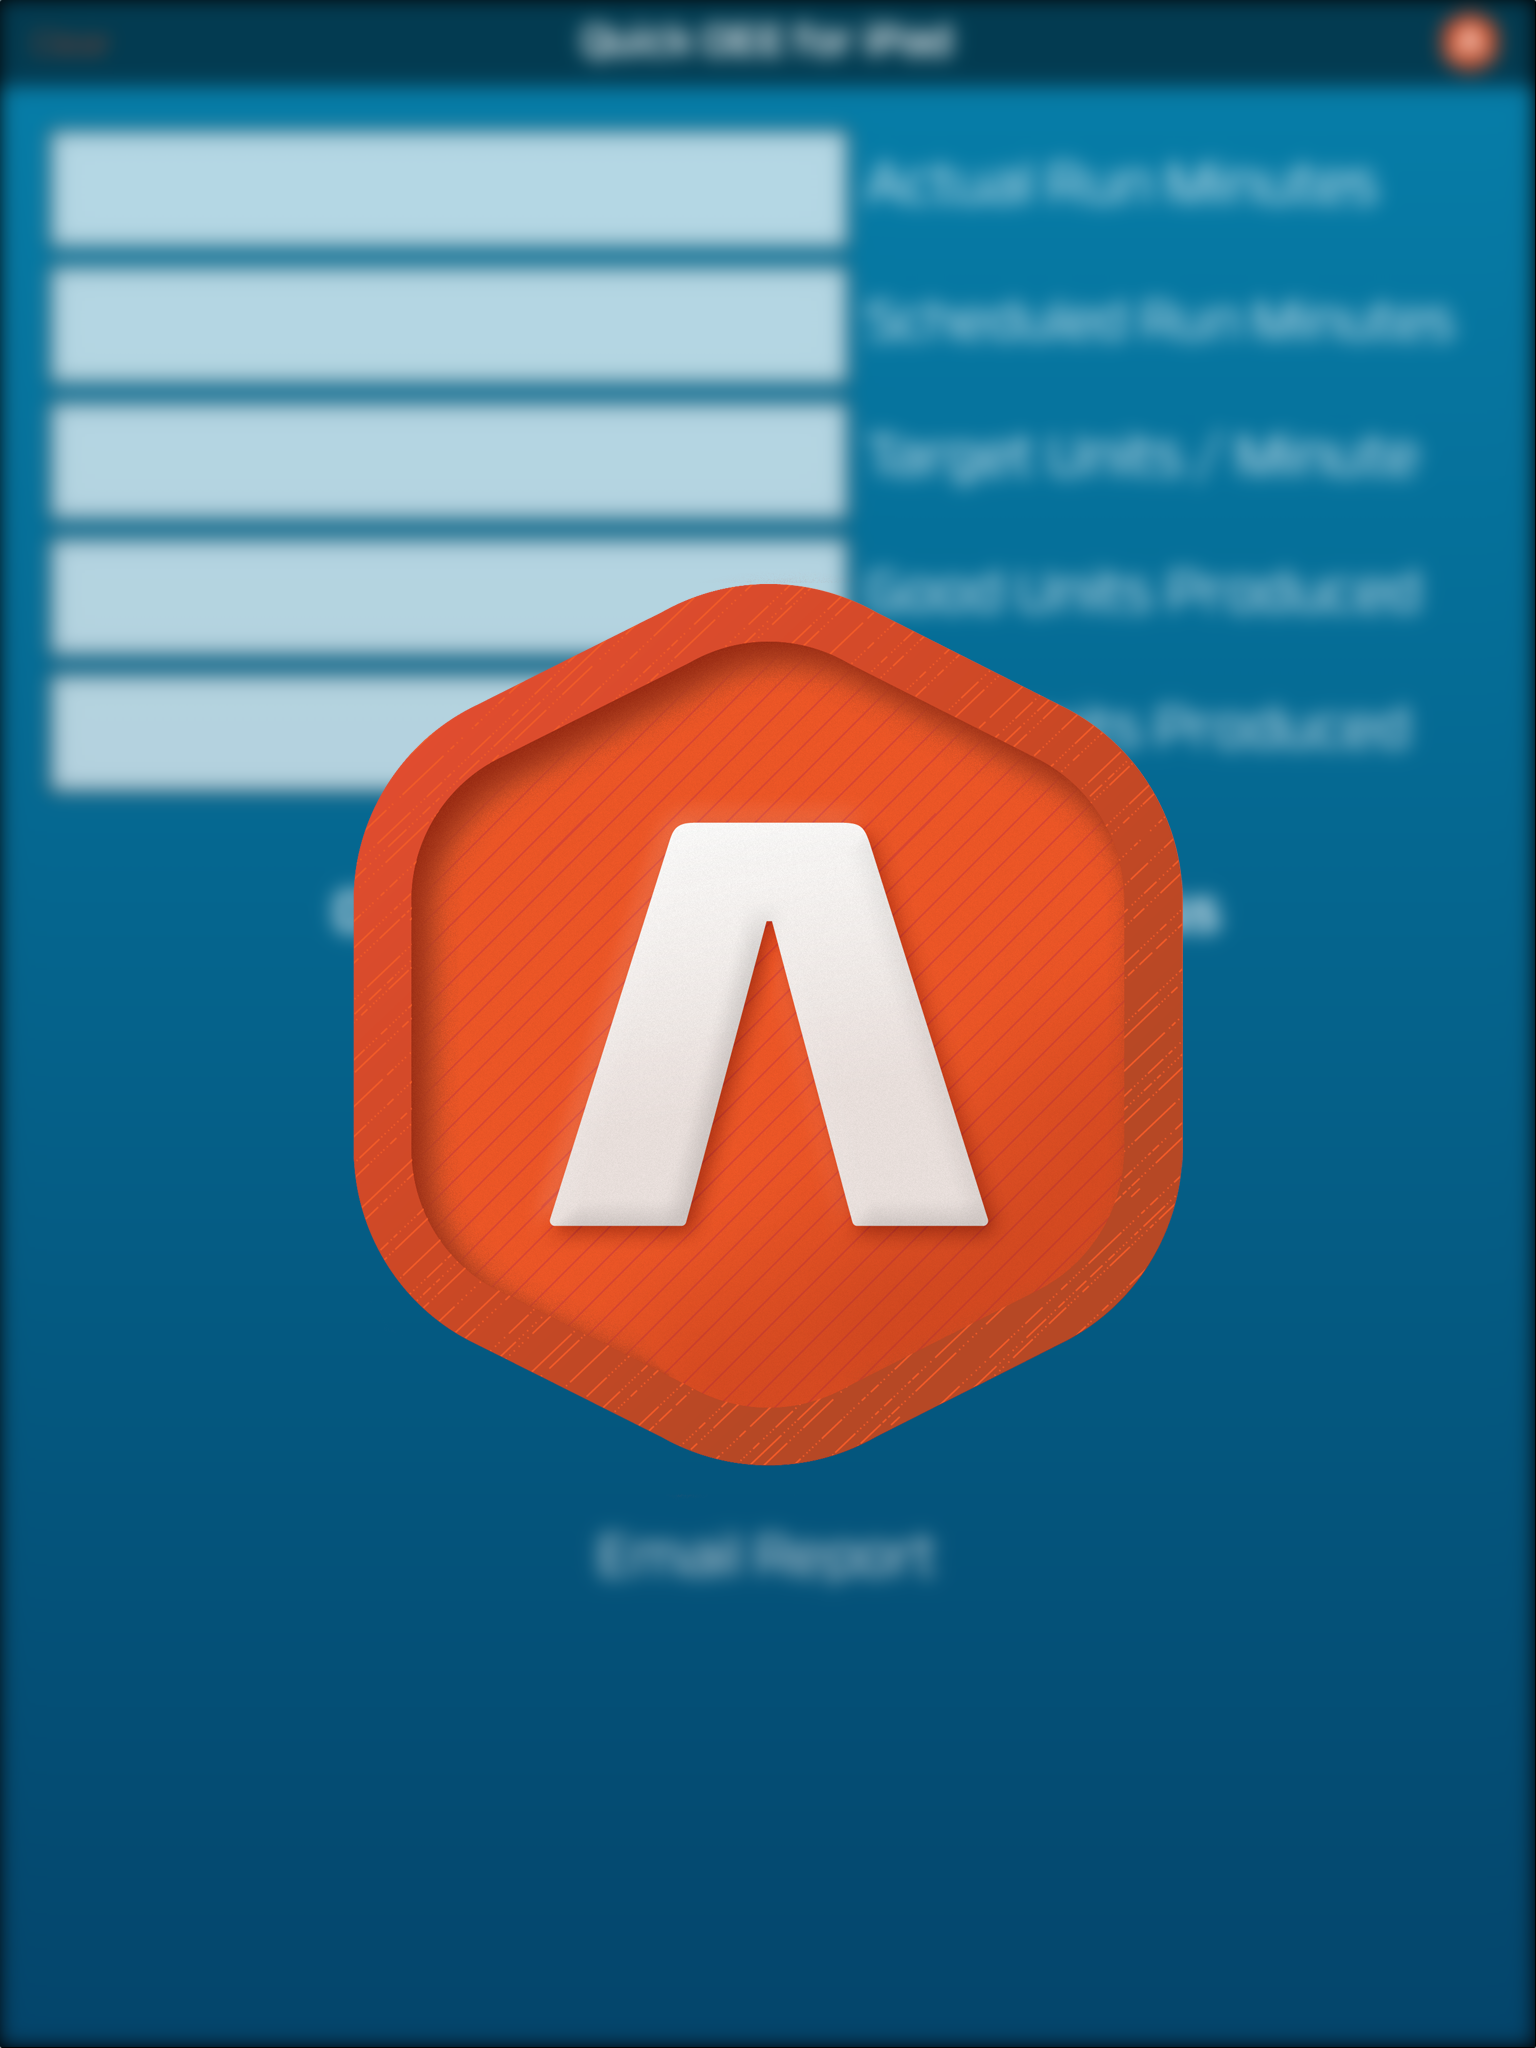 Clear
Quick OEE for iPad
Actual Run Minutes
Scheduled Run Minutes
Target Units / Minute
Good Units Produced
Produced
Email Report